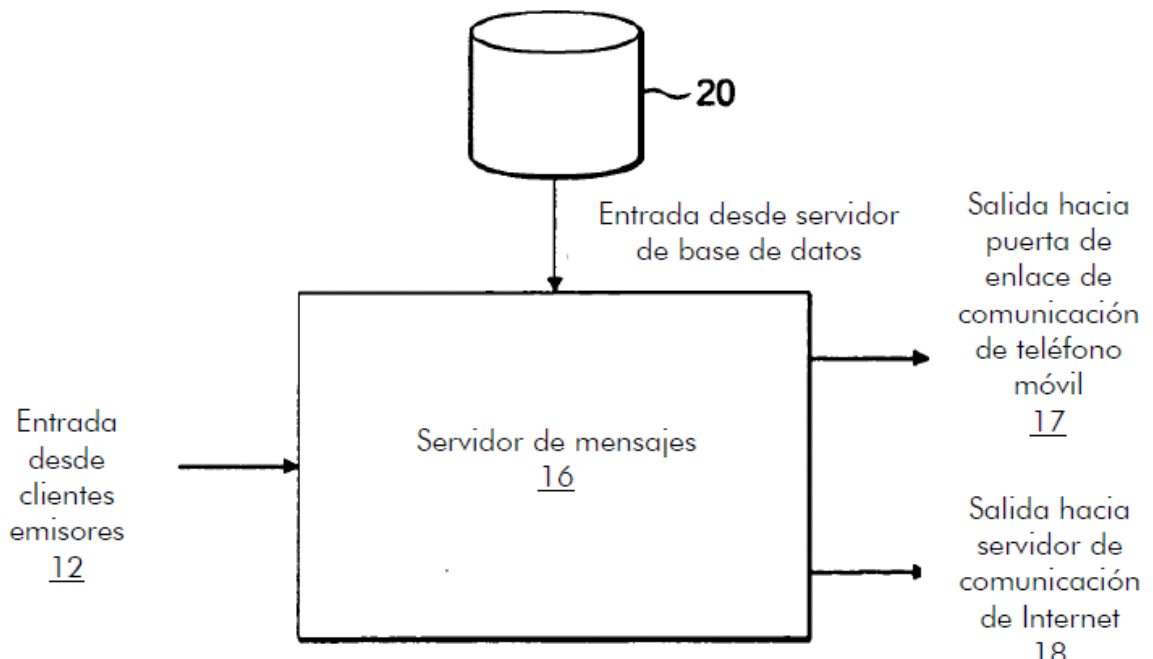 20
Entrada desde servidor
de base de datos
Salida hacia
puerta de
enlace de
comunicación
de teléfono
móvil
17
Entrada
desde
clientes
emisores
12
Servidor de mensajes
16
Salida hacia
servidor de
comunicación
de Internet
18